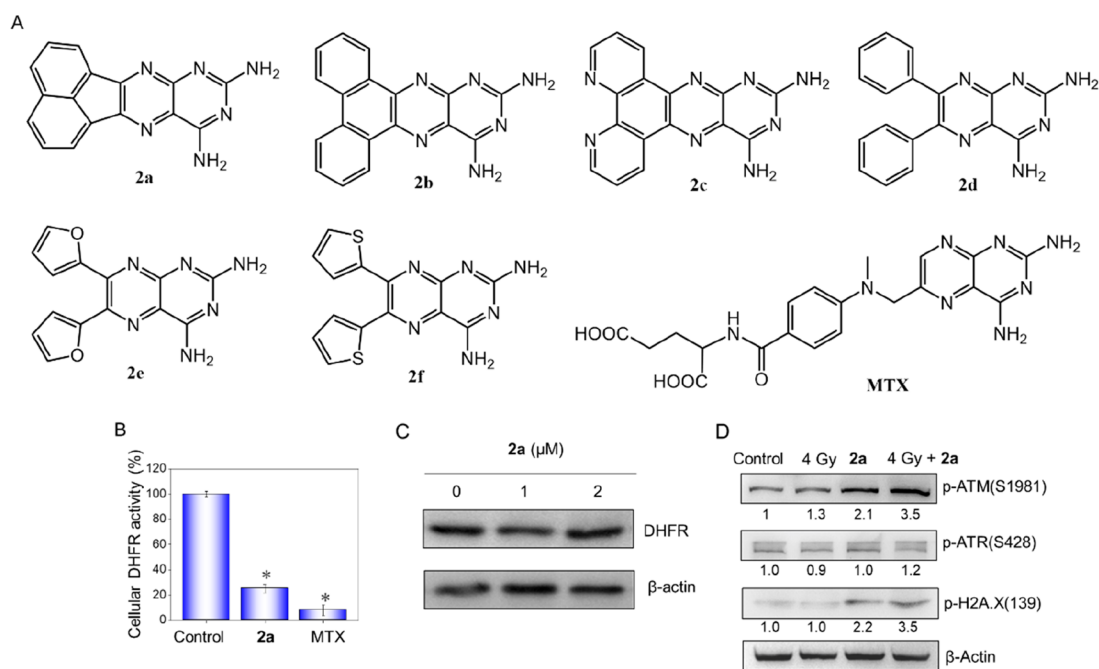 A
N N NH2
N N
NH2
2a
N N NH2
N N
NH2
2b
N N N NH2
N N N
NH2
2c
N N NH2
N N
NH2
2d
O N N NH2
O N N
NH2
2e
S N N NH2
S N N
NH2
2f
HOOC
HOOC
H
N
O
N
N N NH2
N N
NH2
MTX
B
Cellular DHFR activity (%)
120
100
80
60
40
20
0
* *
Control 2a MTX
C
2a (µM)
0 1 2
DHFR
β-actin
D
Control 4 Gy 2a 4 Gy + 2a
p-ATM(S1981)
1 1.3 2.1 3.5
p-ATR(S428)
1.0 0.9 1.0 1.2
p-H2A.X(139)
1.0 1.0 2.2 3.5
β-Actin